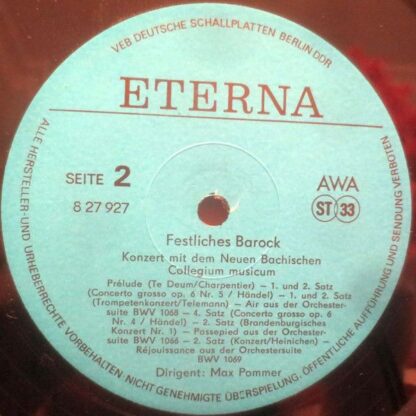 VEB DEUTSCHE SCHALLPLATTEN BERLIN DDR
ETERNA
SEITE 2
8 27 927
AWA
ST 33
Festliches Barock
Konzert mit dem Neuen Bachischen
Collegium musicum
Prélude (Te Deum/Charpentier) — 1. und 2. Satz
(Concerto grosso op. 6 Nr. 5 / Händel) — 1. und 2. Satz
(Trompetenkonzert/Telemann) — Air aus der Orchester-
suite BWV 1068 — 4. Satz (Concerto grosso op. 6
Nr. 4 / Händel) — 2. Satz (Brandenburgisches
Konzert Nr. 1) — Passepied aus der Orchester-
suite BWV 1066 — 2. Satz (Konzert/Heinichen) —
Réjouissance aus der Orchestersuite
BWV 1069
Dirigent: Max Pommer
ALLE HERSTELLER- UND URHEBERRECHTE VORBEHALTEN NICHT GENEHMIGTE ÜBERSPIELUNG, ÖFFENTLICHE AUFFÜHRUNG UND SENDUNG VERBOTEN